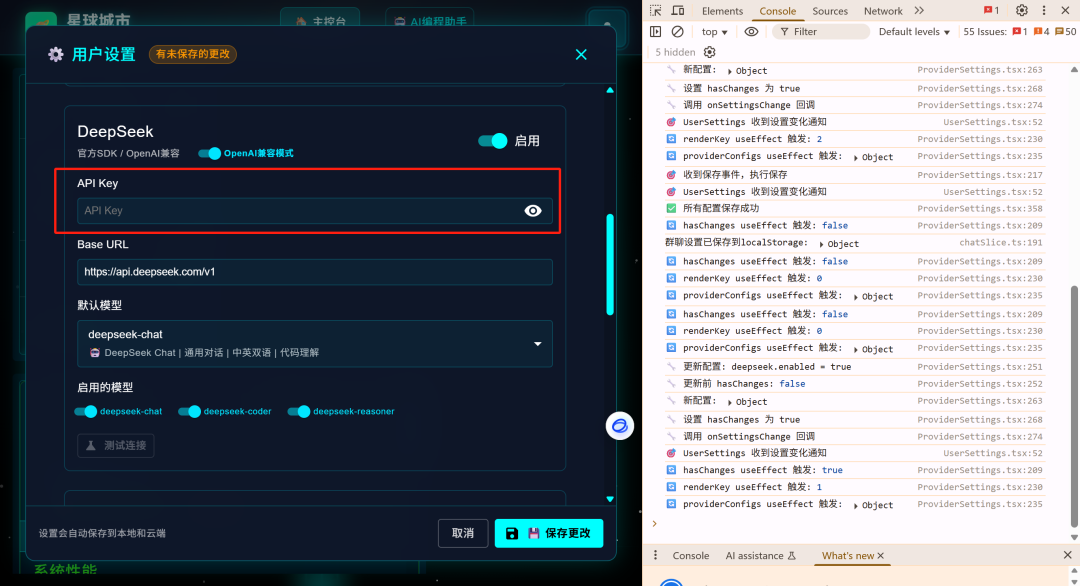 星球城市
主控台
AI编程助手
用户设置
有未保存的更改
DeepSeek
官方SDK / OpenAI兼容
OpenAI兼容模式
启用
API Key
API Key
Base URL
https://api.deepseek.com/v1
默认模型
deepseek-chat
DeepSeek Chat | 通用对话 | 中英双语 | 代码理解
启用的模型
deepseek-chat
deepseek-coder
deepseek-reasoner
测试连接
设置会自动保存到本地和云端
取消
保存更改
系统性能
Elements
Console
Sources
Network
1
top
Filter
Default levels
55 Issues:
1
4
50
5 hidden
新配置: Object ProviderSettings.tsx:263
设置 hasChanges 为 true ProviderSettings.tsx:268
调用 onSettingsChange 回调 ProviderSettings.tsx:274
UserSettings 收到设置变化通知 UserSettings.tsx:52
renderKey useEffect 触发: 2 ProviderSettings.tsx:230
providerConfigs useEffect 触发: Object ProviderSettings.tsx:235
收到保存事件，执行保存 ProviderSettings.tsx:175
UserSettings 收到设置变化通知 UserSettings.tsx:52
所有配置保存成功 ProviderSettings.tsx:358
hasChanges useEffect 触发: false ProviderSettings.tsx:209
群聊设置已保存到localStorage: Object chatSlice.ts:191
hasChanges useEffect 触发: false ProviderSettings.tsx:209
renderKey useEffect 触发: 0 ProviderSettings.tsx:230
providerConfigs useEffect 触发: Object ProviderSettings.tsx:235
hasChanges useEffect 触发: false ProviderSettings.tsx:209
renderKey useEffect 触发: 0 ProviderSettings.tsx:230
providerConfigs useEffect 触发: Object ProviderSettings.tsx:235
更新配置: deepseek.enabled = true ProviderSettings.tsx:251
更新前 hasChanges: false ProviderSettings.tsx:252
新配置: Object ProviderSettings.tsx:263
设置 hasChanges 为 true ProviderSettings.tsx:268
调用 onSettingsChange 回调 ProviderSettings.tsx:274
UserSettings 收到设置变化通知 UserSettings.tsx:52
hasChanges useEffect 触发: true ProviderSettings.tsx:209
renderKey useEffect 触发: 1 ProviderSettings.tsx:230
providerConfigs useEffect 触发: Object ProviderSettings.tsx:235
Console
AI assistance
What's new